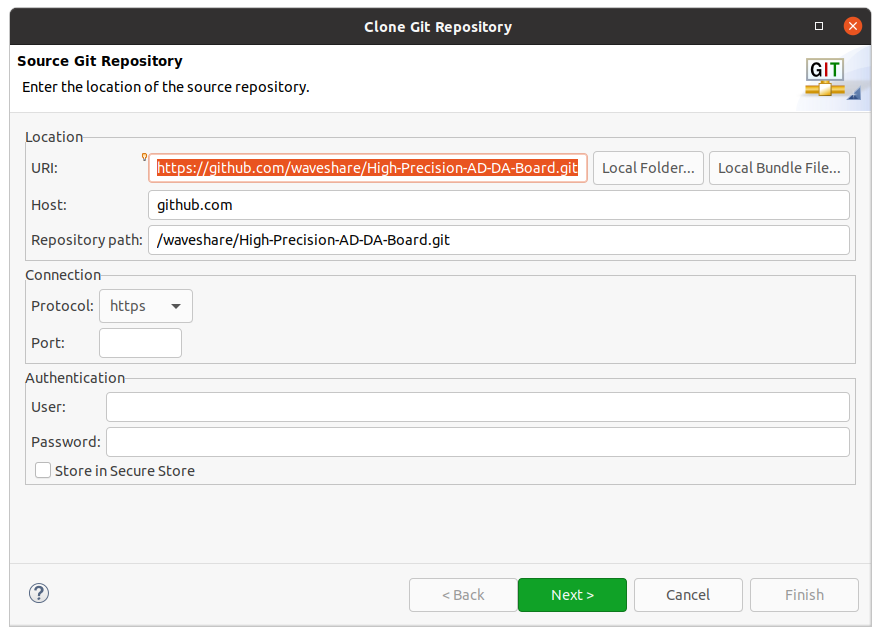 Clone Git Repository
Source Git Repository
Enter the location of the source repository.
GIT
Location
URI: https://github.com/waveshare/High-Precision-AD-DA-Board.git Local Folder... Local Bundle File...
Host: github.com
Repository path: /waveshare/High-Precision-AD-DA-Board.git
Connection
Protocol: https
Port:
Authentication
User:
Password:
Store in Secure Store
? < Back Next > Cancel Finish